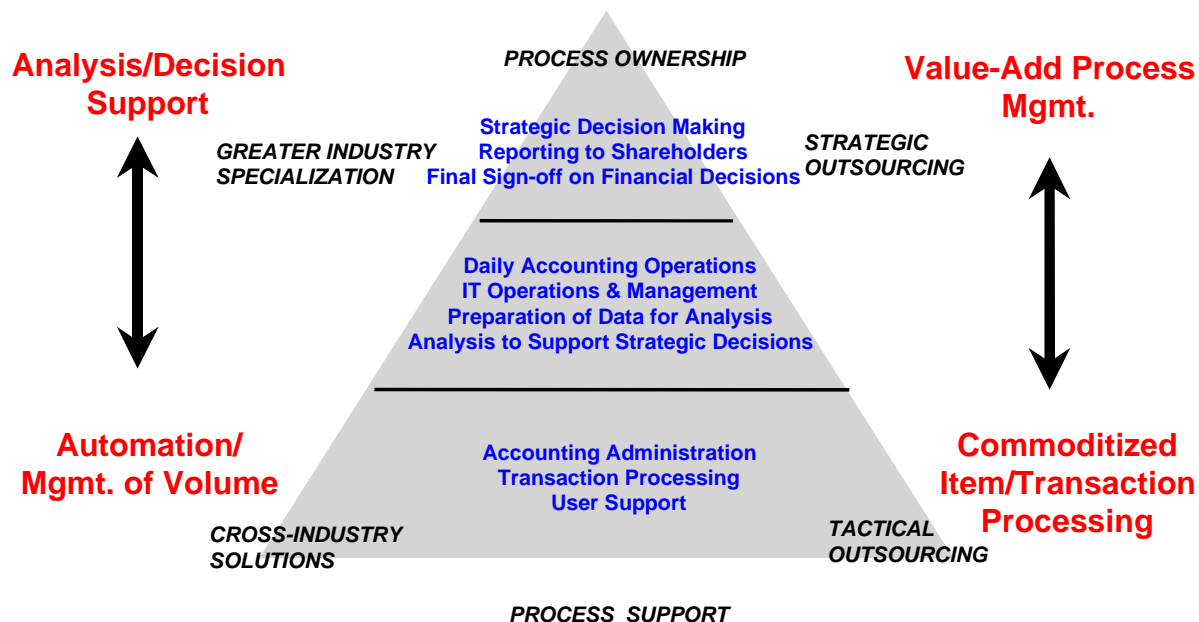 PROCESS OWNERSHIP
Analysis/Decision
Support
Value-Add Process
Mgmt.
GREATER INDUSTRY
SPECIALIZATION
Strategic Decision Making
Reporting to Shareholders
Final Sign-off on Financial Decisions
STRATEGIC
OUTSOURCING
Daily Accounting Operations
IT Operations & Management
Preparation of Data for Analysis
Analysis to Support Strategic Decisions
Automation/
Mgmt. of Volume
Accounting Administration
Transaction Processing
User Support
Commoditized
Item/Transaction
Processing
CROSS-INDUSTRY
SOLUTIONS
TACTICAL
OUTSOURCING
PROCESS SUPPORT